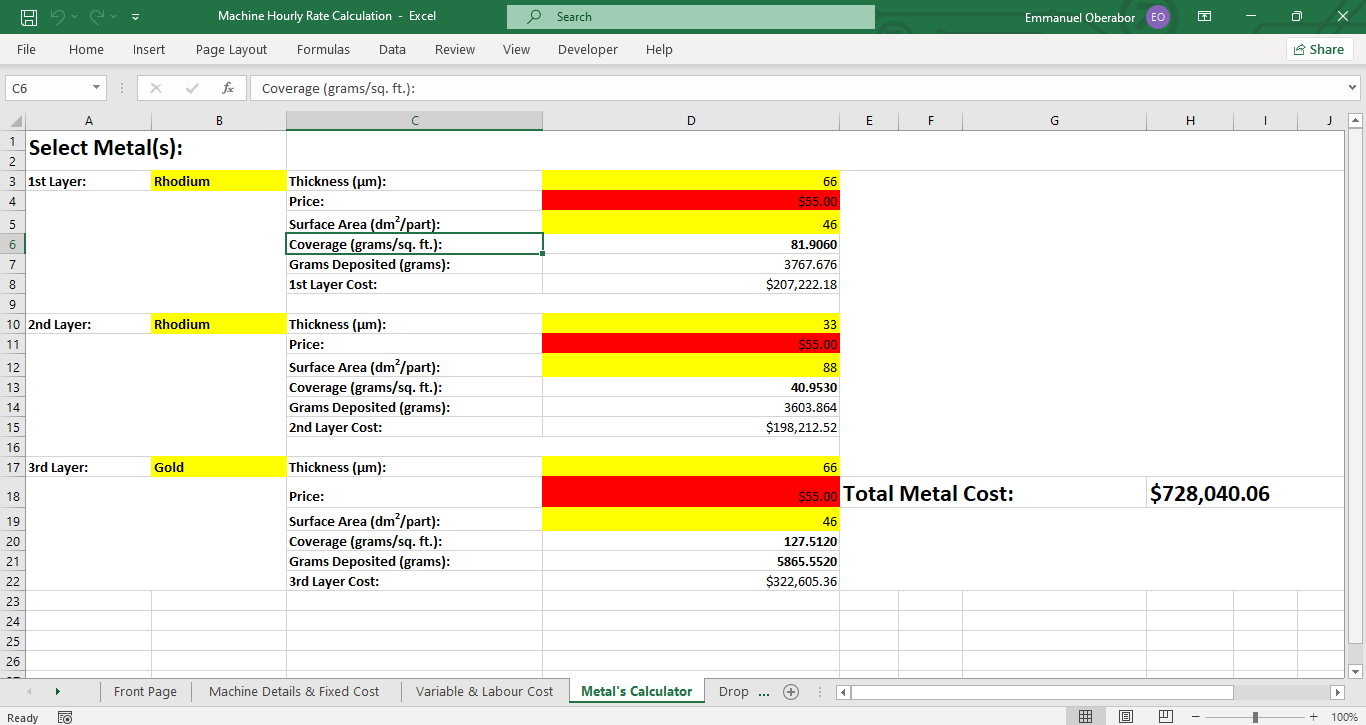 Machine Hourly Rate Calculation - Excel
Search
Emmanuel Oberabor EO
File Home Insert Page Layout Formulas Data Review View Developer Help Share
C6 fx Coverage (grams/sq. ft.):
A B C D E F G H I J
1 Select Metal(s):
2
3 1st Layer: Rhodium Thickness (µm): 66
4 Price: $55.00
5 Surface Area (dm²/part): 46
6 Coverage (grams/sq. ft.): 81.9060
7 Grams Deposited (grams): 3767.676
8 1st Layer Cost: $207,222.18
9
10 2nd Layer: Rhodium Thickness (µm): 33
11 Price: $55.00
12 Surface Area (dm²/part): 88
13 Coverage (grams/sq. ft.): 40.9530
14 Grams Deposited (grams): 3603.864
15 2nd Layer Cost: $198,212.52
16
17 3rd Layer: Gold Thickness (µm): 66
18 Price: $55.00 Total Metal Cost: $728,040.06
19 Surface Area (dm²/part): 46
20 Coverage (grams/sq. ft.): 127.5120
21 Grams Deposited (grams): 5865.5520
22 3rd Layer Cost: $322,605.36
23
24
25
26
Front Page Machine Details & Fixed Cost Variable & Labour Cost Metal's Calculator Drop ...
Ready 100%